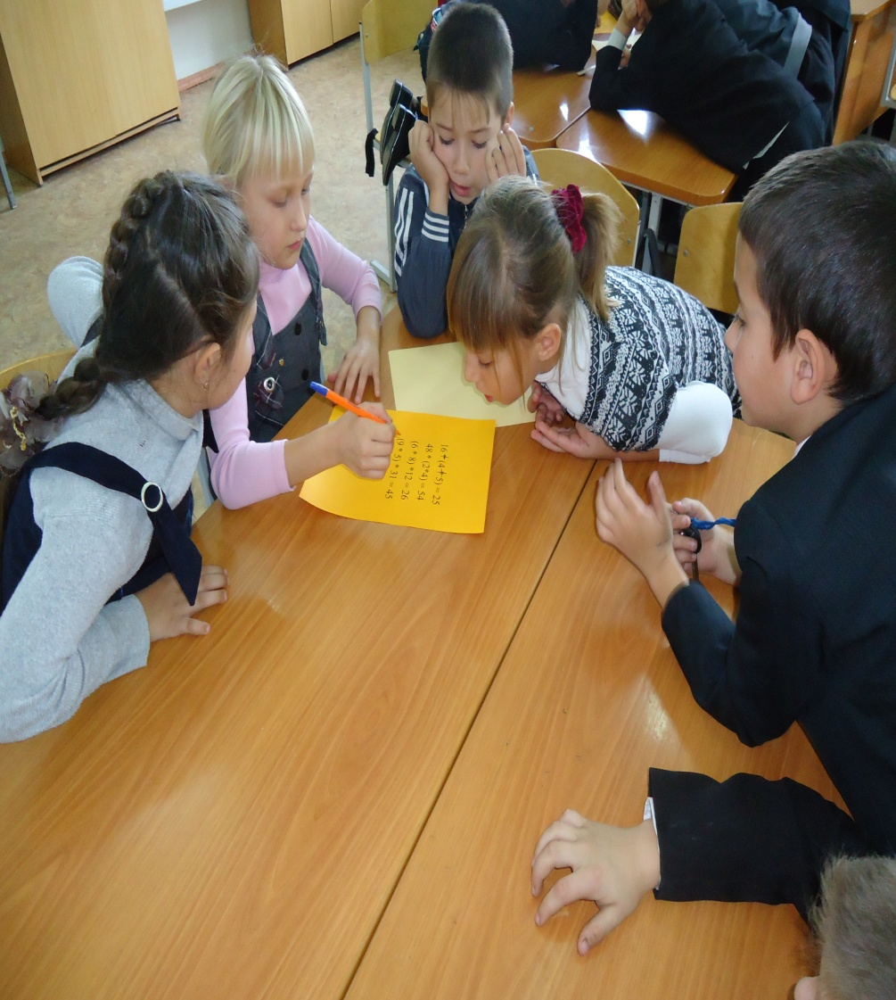 16+(4+5) = 25
48 * (2*4) = 54
(6 * 8) * 12 = 26
(9 * 5) * 31 = 45